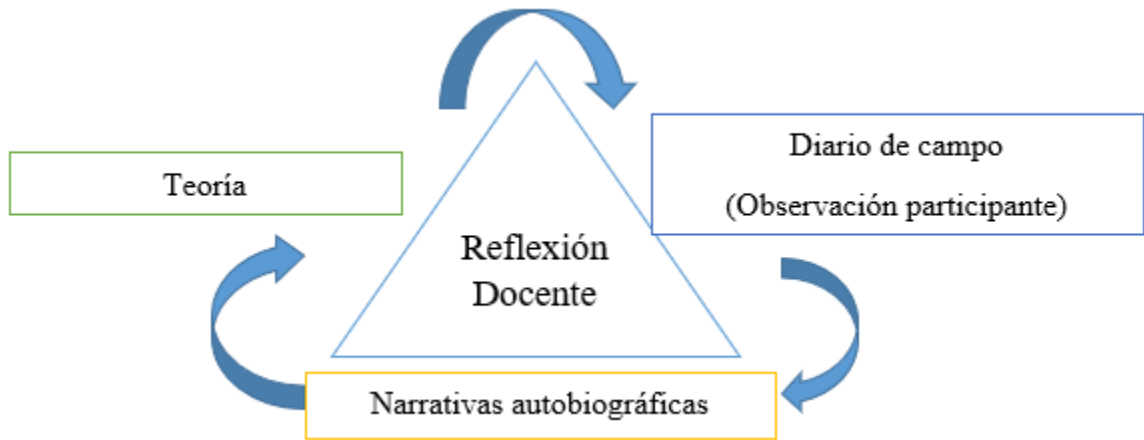 Teoría
Diario de campo
(Observación participante)
Reflexión
Docente
Narrativas autobiográficas